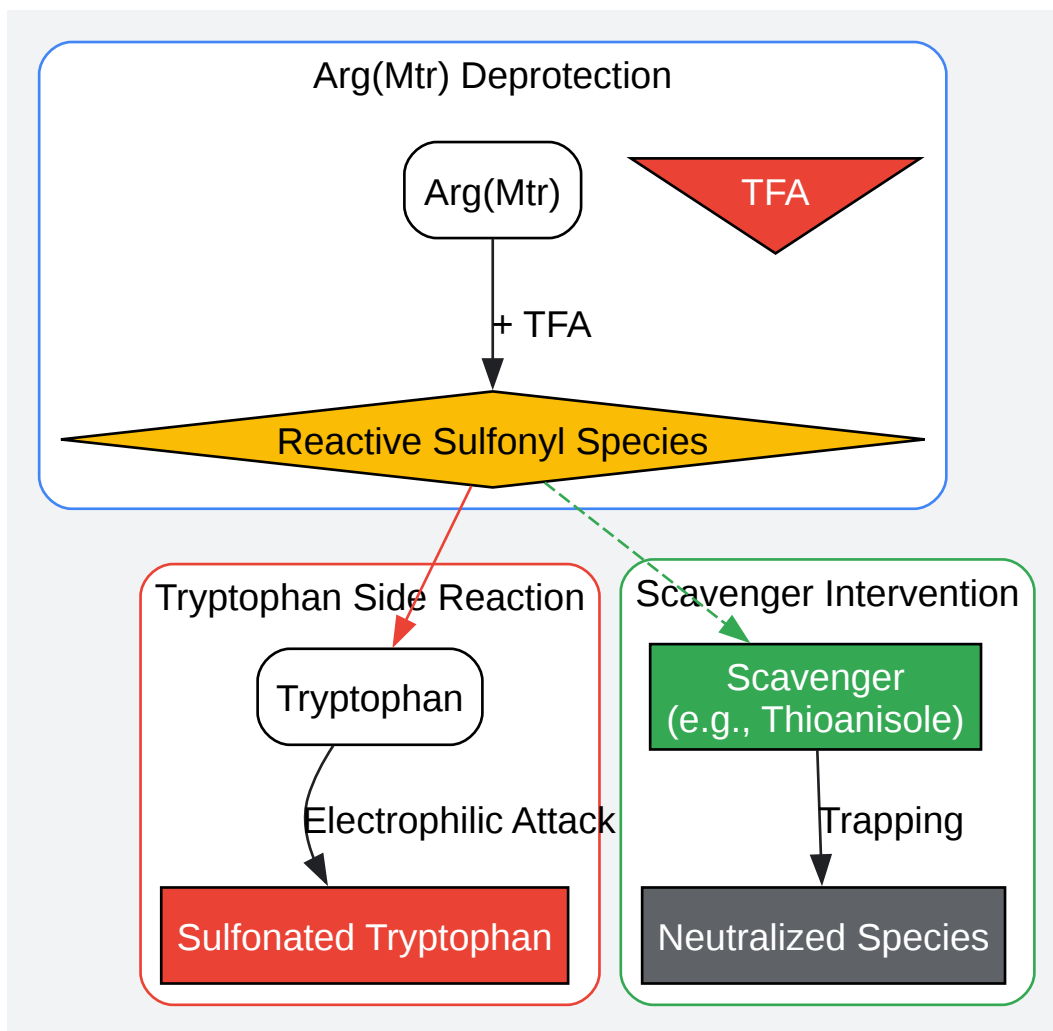 Arg(Mtr) Deprotection
Arg(Mtr)
TFA
+ TFA
Reactive Sulfonyl Species
Tryptophan Side Reaction
Scavenger Intervention
Tryptophan
Scavenger
(e.g., Thioanisole)
Electrophilic Attack
Trapping
Sulfonated Tryptophan
Neutralized Species